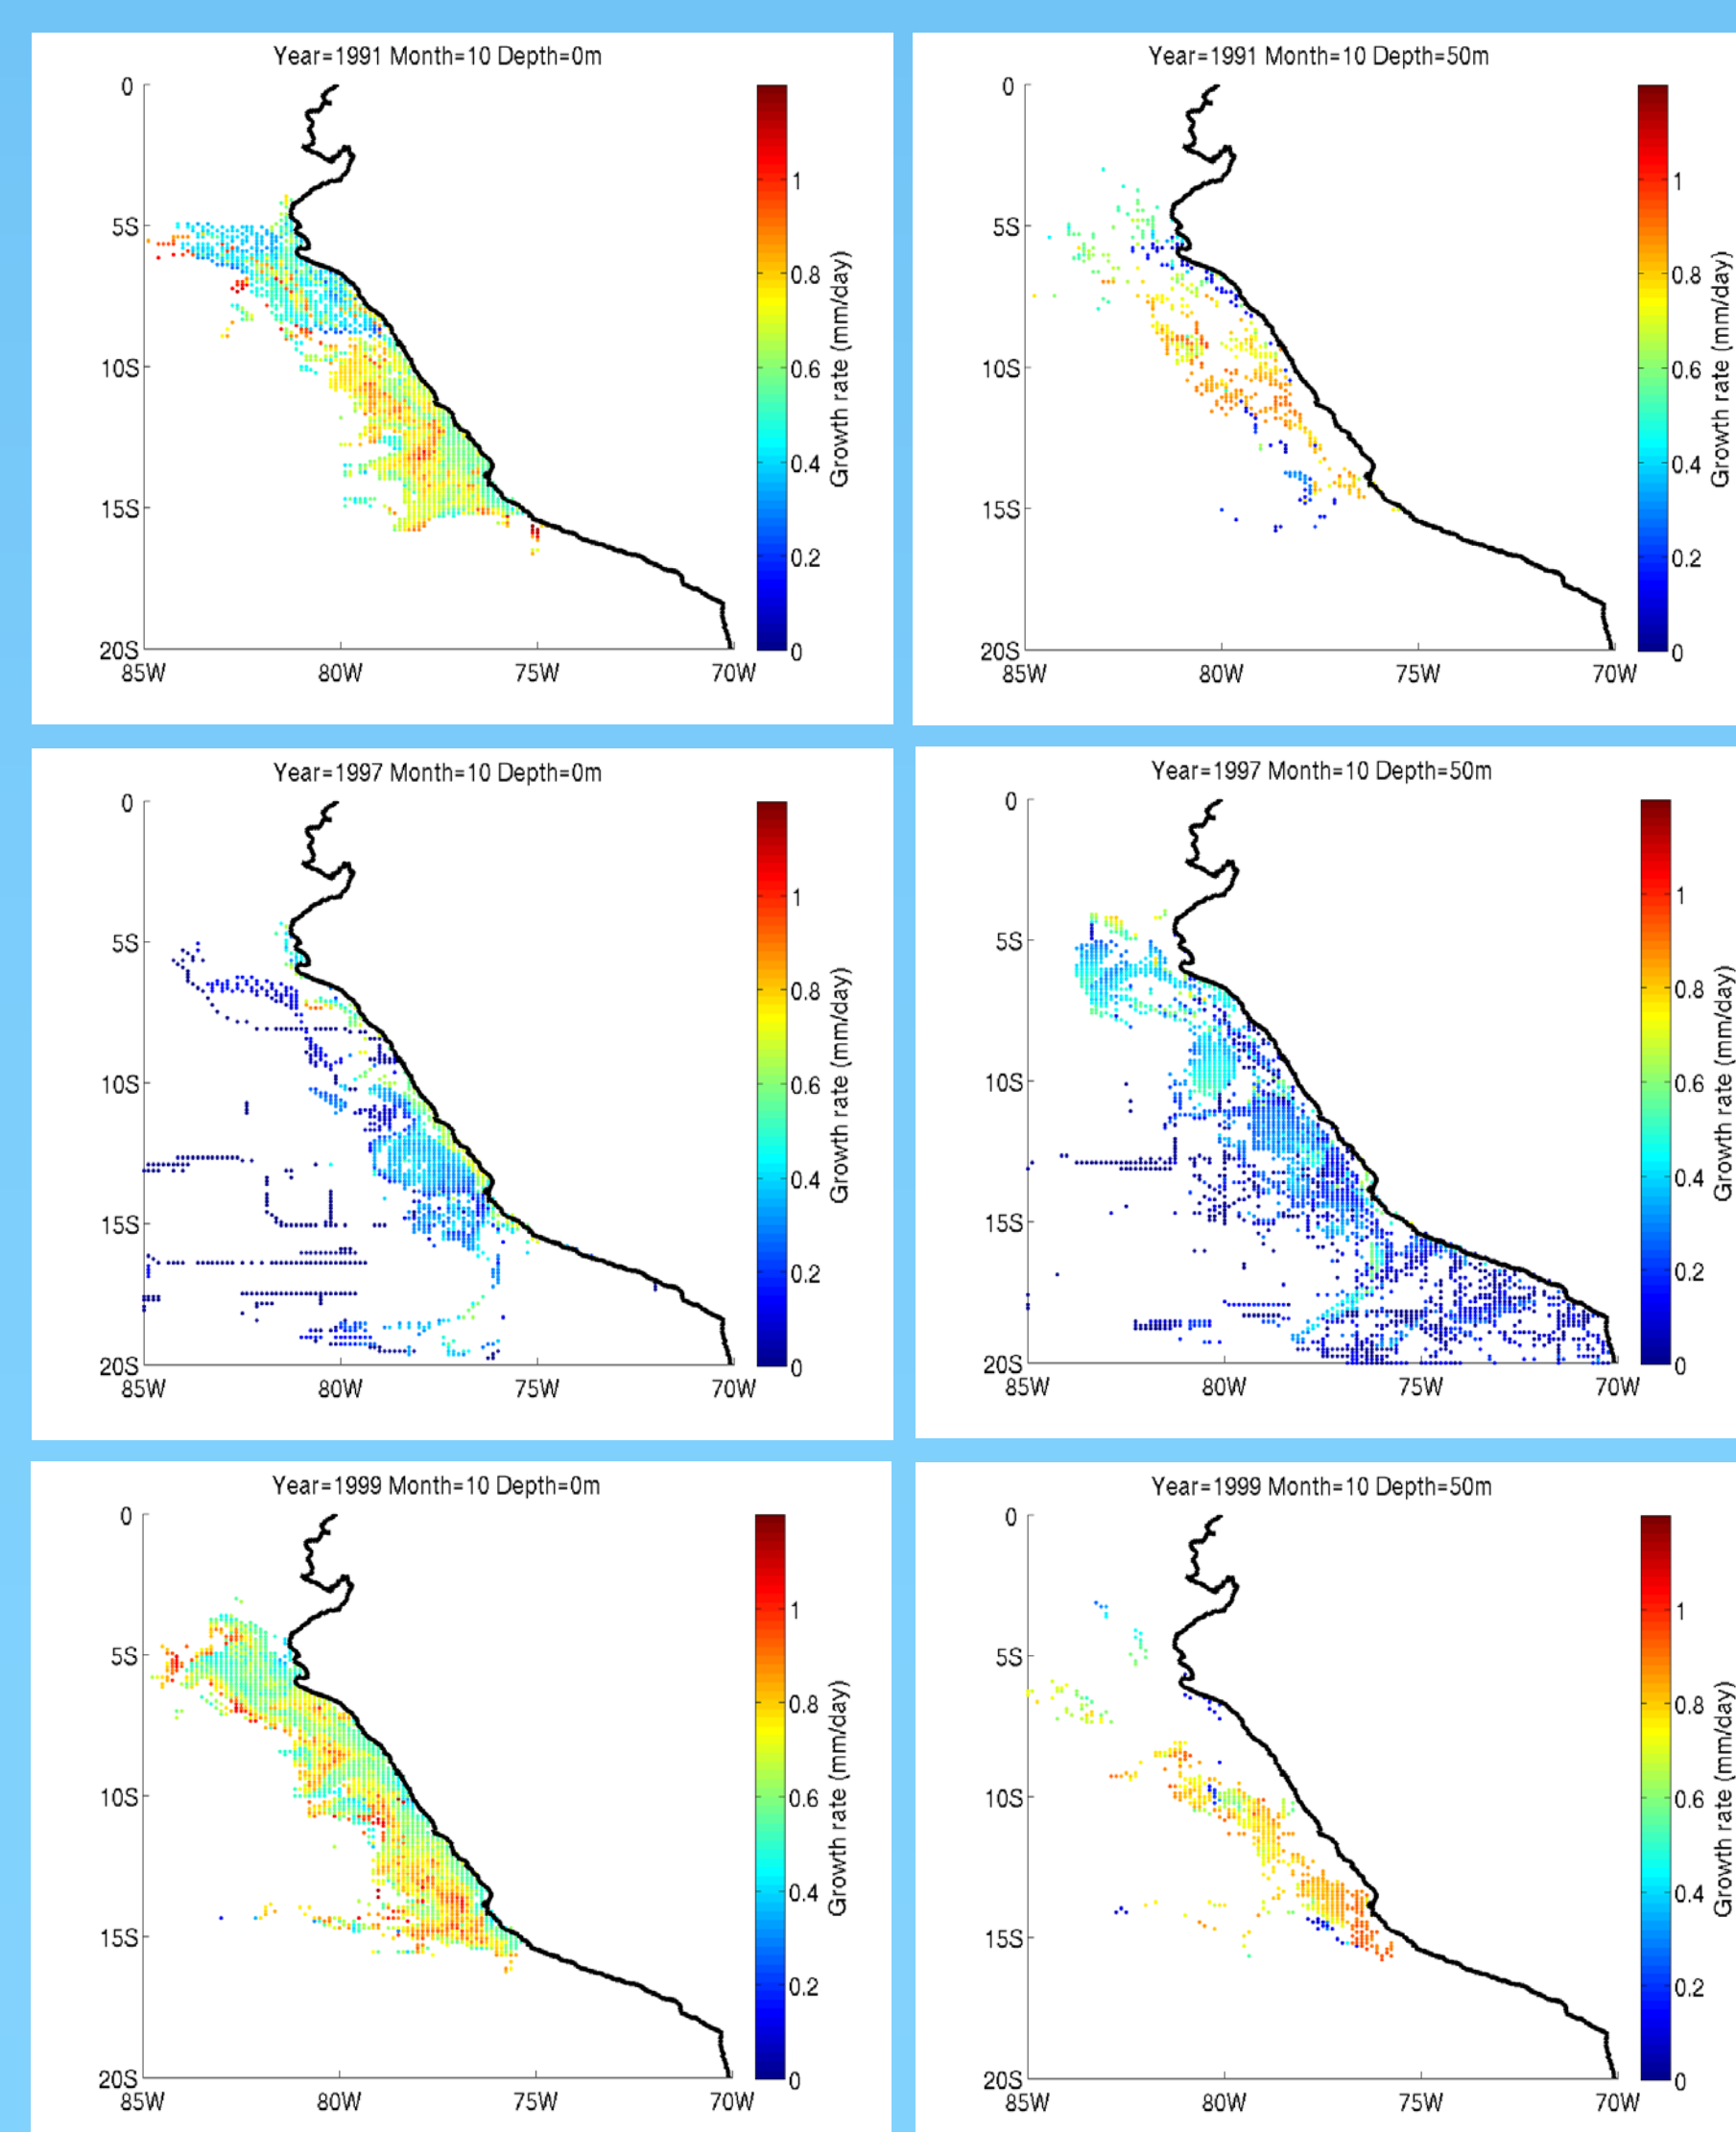 Year=1991 Month=10 Depth=0m
0
5S
10S
15S
20S
85W 80W 75W 70W
1
0.8
0.6
0.4
0.2
0
Growth rate (mm/day)
Year=1991 Month=10 Depth=50m
0
5S
10S
15S
20S
85W 80W 75W 70W
1
0.8
0.6
0.4
0.2
0
Growth rate (mm/day)
Year=1997 Month=10 Depth=0m
0
5S
10S
15S
20S
85W 80W 75W 70W
1
0.8
0.6
0.4
0.2
0
Growth rate (mm/day)
Year=1997 Month=10 Depth=50m
0
5S
10S
15S
20S
85W 80W 75W 70W
1
0.8
0.6
0.4
0.2
0
Growth rate (mm/day)
Year=1999 Month=10 Depth=0m
0
5S
10S
15S
20S
85W 80W 75W 70W
1
0.8
0.6
0.4
0.2
0
Growth rate (mm/day)
Year=1999 Month=10 Depth=50m
0
5S
10S
15S
20S
85W 80W 75W 70W
1
0.8
0.6
0.4
0.2
0
Growth rate (mm/day)